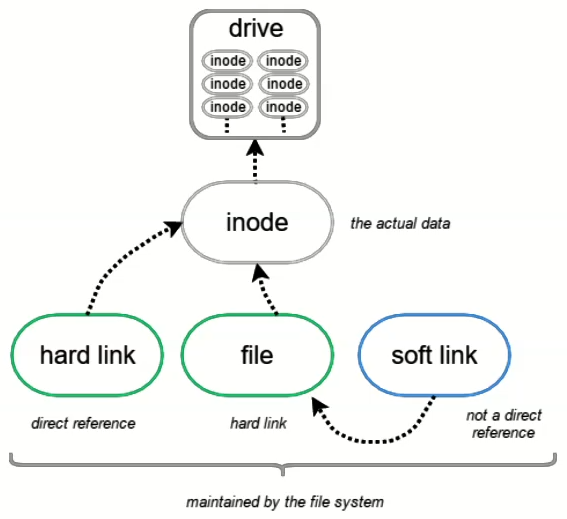 drive
inode inode
inode inode
inode inode
inode
the actual data
hard link
file
soft link
direct reference
hard link
not a direct
reference
maintained by the file system